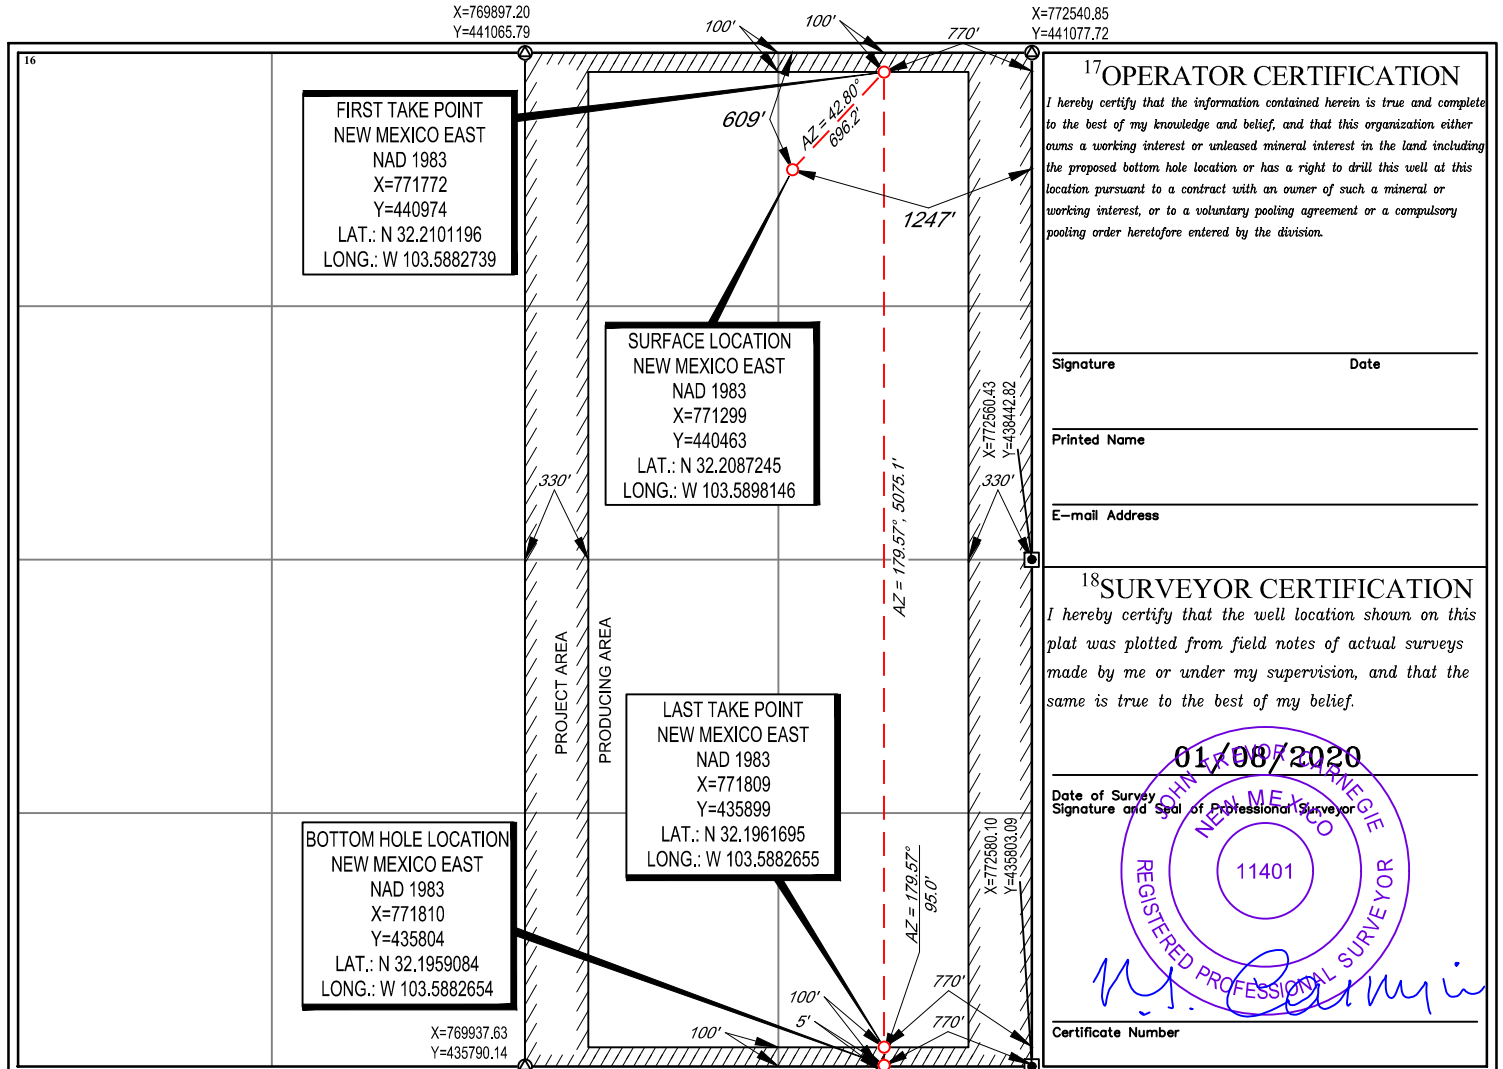 X=769897.20
Y=441065.79
100'
100'
770'
X=772540.85
Y=441077.72
16
FIRST TAKE POINT
NEW MEXICO EAST
NAD 1983
X=771772
Y=440974
LAT.: N 32.2101196
LONG.: W 103.5882739
609'
AZ = 42.80°
696.2'
1247'
SURFACE LOCATION
NEW MEXICO EAST
NAD 1983
X=771299
Y=440463
LAT.: N 32.2087245
LONG.: W 103.5898146
330'
X=772560.43
Y=438442.82
330'
AZ = 179.57°, 5075.1'
PROJECT AREA
PRODUCING AREA
LAST TAKE POINT
NEW MEXICO EAST
NAD 1983
X=771809
Y=435899
LAT.: N 32.1961695
LONG.: W 103.5882655
BOTTOM HOLE LOCATION
NEW MEXICO EAST
NAD 1983
X=771810
Y=435804
LAT.: N 32.1959084
LONG.: W 103.5882654
AZ = 179.57°
95.0'
X=772580.10
Y=435803.09
770'
100'
5'
770'
100'
X=769937.63
Y=435790.14
17 OPERATOR CERTIFICATION
I hereby certify that the information contained herein is true and complete
to the best of my knowledge and belief, and that this organization either
owns a working interest or unleased mineral interest in the land including
the proposed bottom hole location or has a right to drill this well at this
location pursuant to a contract with an owner of such a mineral or
working interest, or to a voluntary pooling agreement or a compulsory
pooling order heretofore entered by the division.
Signature Date
Printed Name
E-mail Address
18 SURVEYOR CERTIFICATION
I hereby certify that the well location shown on this
plat was plotted from field notes of actual surveys
made by me or under my supervision, and that the
same is true to the best of my belief.
01/08/2020
Date of Survey
Signature and Seal of Professional Surveyor
JOHN TREVOR CARNEGIE
NEW MEXICO
11401
REGISTERED PROFESSIONAL SURVEYOR
Certificate Number